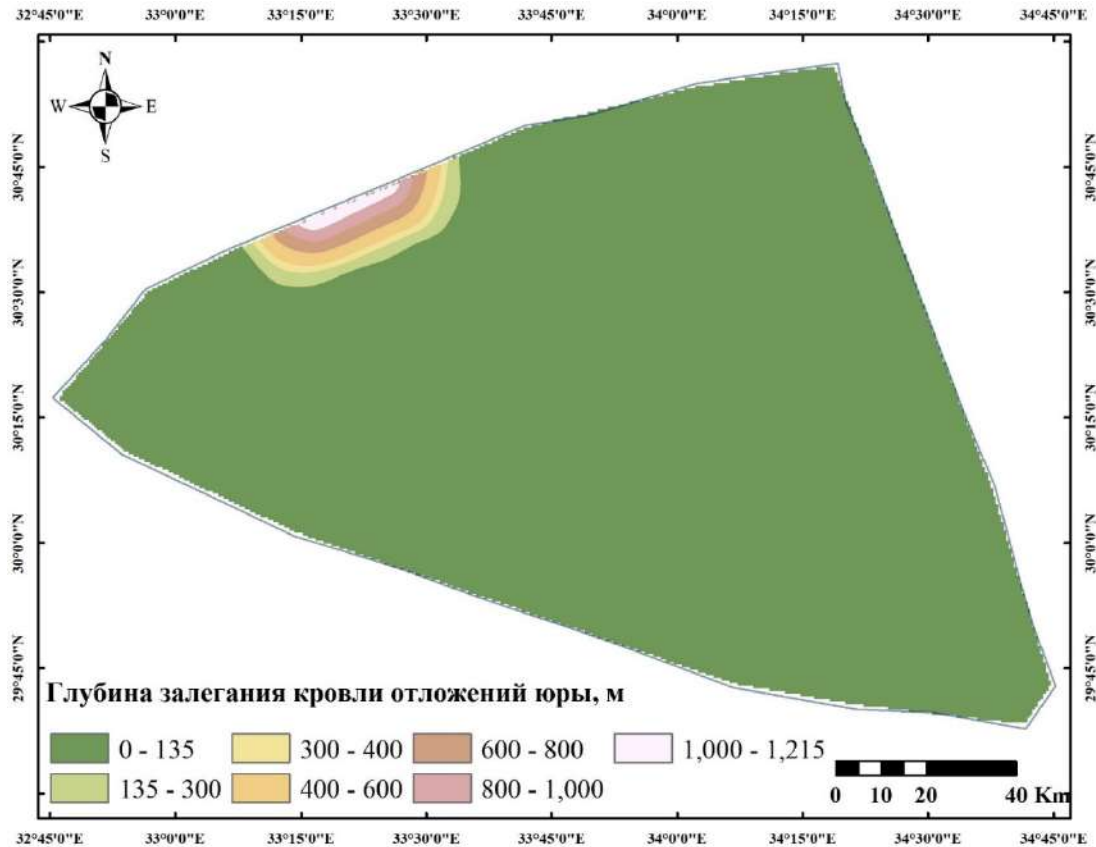 32°45'0"E 33°0'0"E 33°15'0"E 33°30'0"E 33°45'0"E 34°0'0"E 34°15'0"E 34°30'0"E 34°45'0"E
N
W E
S
30°45'0"N 30°45'0"N
30°30'0"N 30°30'0"N
30°15'0"N 30°15'0"N
30°0'0"N 30°0'0"N
29°45'0"N 29°45'0"N
Глубина залегания кровли отложений юры, м
0 - 135 300 - 400 600 - 800 1,000 - 1,215
135 - 300 400 - 600 800 - 1,000
0 10 20 40 Km
32°45'0"E 33°0'0"E 33°15'0"E 33°30'0"E 33°45'0"E 34°0'0"E 34°15'0"E 34°30'0"E 34°45'0"E